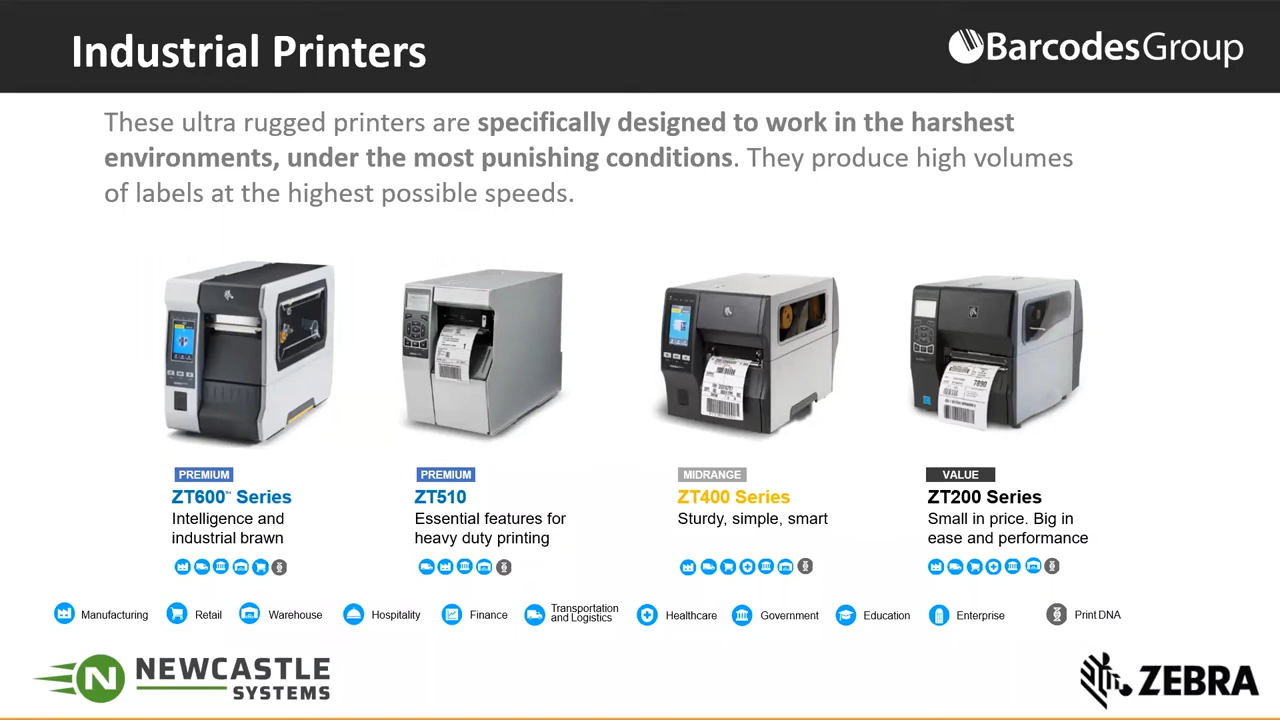 Industrial Printers
BarcodesGroup
These ultra rugged printers are specifically designed to work in the harshest
environments, under the most punishing conditions. They produce high volumes
of labels at the highest possible speeds.
7890
PREMIUM
ZT600™ Series
Intelligence and
industrial brawn
PREMIUM
ZT510
Essential features for
heavy duty printing
MIDRANGE
ZT400 Series
Sturdy, simple, smart
VALUE
ZT200 Series
Small in price. Big in
ease and performance
Manufacturing
Retail
Warehouse
Hospitality
Finance
Transportation
and Logistics
Healthcare
Government
Education
Enterprise
Print DNA
N NEWCASTLE
SYSTEMS
ZEBRA